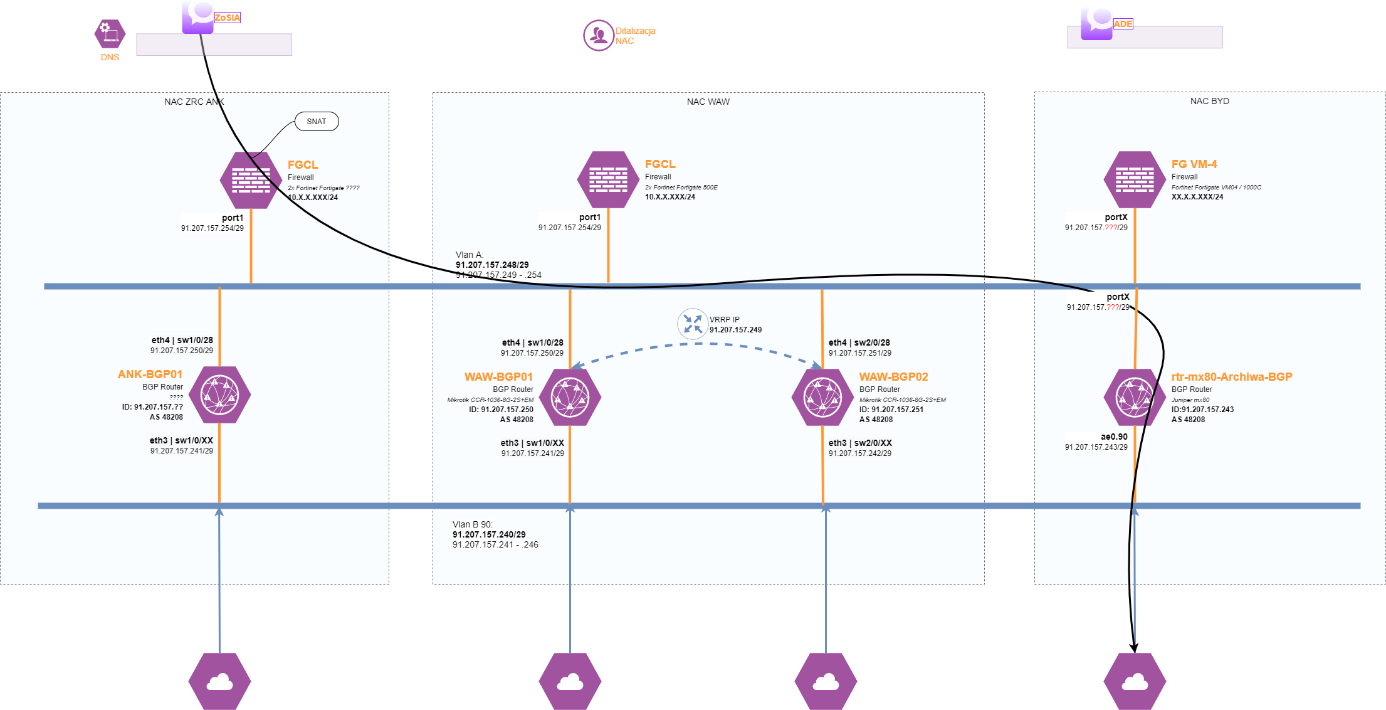 ZoSIA
DNS
Ditalizacja
NAC
ADE
NAC ZRC ANK
SNAT
FGCL
Firewall
2x Fortinet Fortigate ????
10.X.X.XXX/24
port1
91.207.157.254/29
NAC WAW
FGCL
Firewall
2x Fortinet Fortigate 800E
10.X.X.XXX/24
port1
91.207.157.254/29
NAC BYD
FG VM-4
Firewall
Fortinet Fortigate VM04 / 1000C
XX.X.X.XXX/24
portX
91.207.157.???/29
Vlan A:
91.207.157.248/29
91.207.157.249 - .254
portX
91.207.157.???/29
VRRP IP
91.207.157.249
eth4 | sw1/0/28
91.207.157.250/29
ANK-BGP01
BGP Router
????
ID: 91.207.157.??
AS 48208
eth3 | sw1/0/XX
91.207.157.241/29
eth4 | sw1/0/28
91.207.157.250/29
WAW-BGP01
BGP Router
Mikrotik CCR-1036-8G-2S+EM
ID: 91.207.157.250
AS 48208
eth3 | sw1/0/XX
91.207.157.241/29
eth4 | sw2/0/28
91.207.157.251/29
WAW-BGP02
BGP Router
Mikrotik CCR-1036-8G-2S+EM
ID: 91.207.157.251
AS 48208
eth3 | sw2/0/XX
91.207.157.242/29
rtr-mx80-Archiwa-BGP
BGP Router
Juniper mx80
ID:91.207.157.243
AS 48208
ae0.90
91.207.157.243/29
Vlan B 90:
91.207.157.240/29
91.207.157.241 - .246